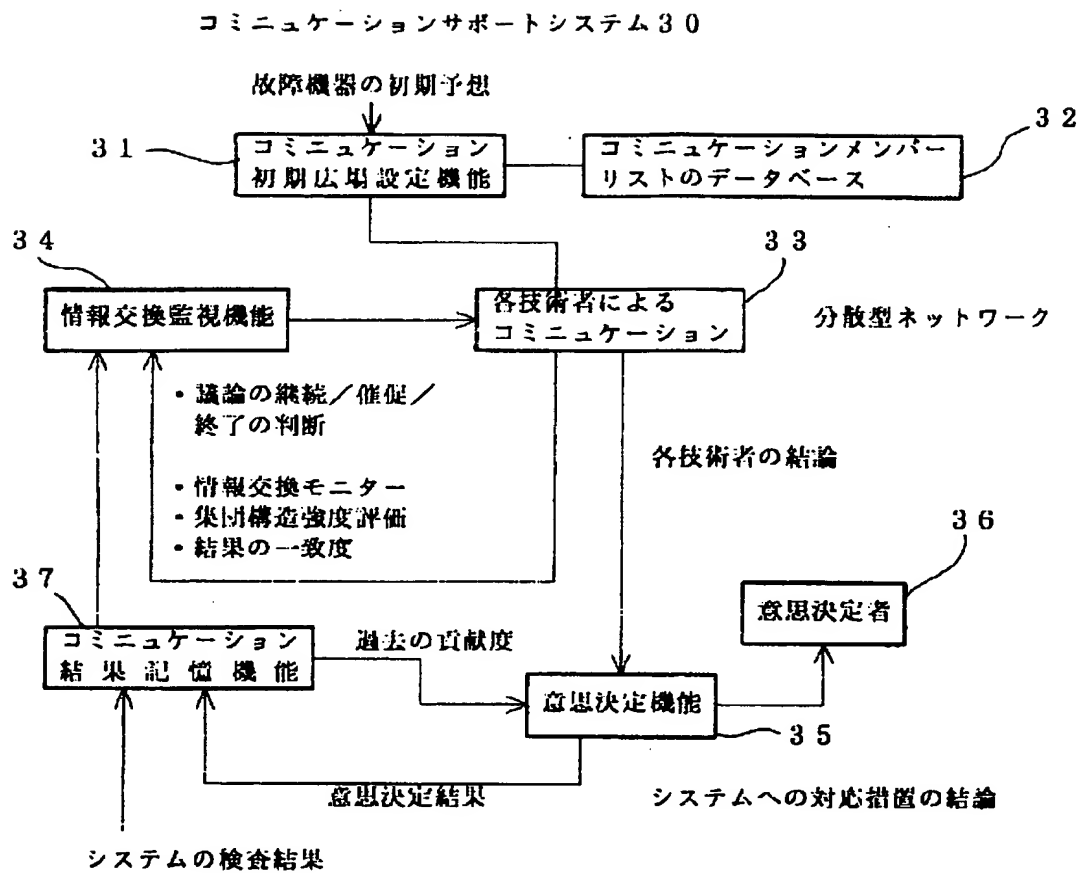 コミニュケーションサポートシステム30
故障機器の初期予想
31
コミニュケーション
初期広場設定機能
コミニュケーションメンバー
リストのデータベース
32
34
情報交換監視機能
33
各技術者による
コミニュケーション
分散型ネットワーク
・議論の継続/催促/
終了の判断
・情報交換モニター
・集団構造強度評価
・結果の一致度
各技術者の結論
36
意思決定者
37
コミニュケーション
結果記憶機能
過去の貢献度
意思決定機能
35
意思決定結果
システムへの対応措置の結論
システムの検査結果